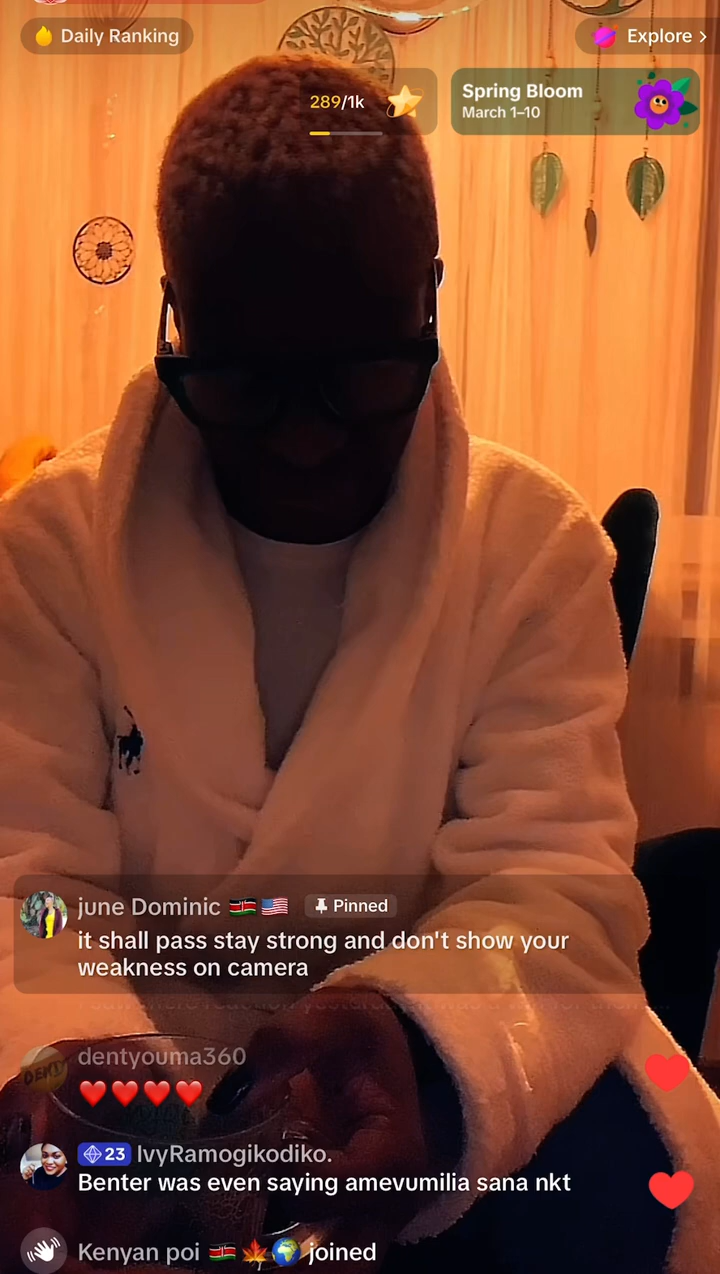 Daily Ranking
Explore
289/1k
Spring Bloom
March 1–10
june Dominic 🇰🇪🇺🇸 Pinned
it shall pass stay strong and don't show your
weakness on camera
dentyouma360
❤️❤️❤️❤️
23 IvyRamogikodiko.
Benter was even saying amevumilia sana nkt
Kenyan poi 🇰🇪🍁🌍 joined